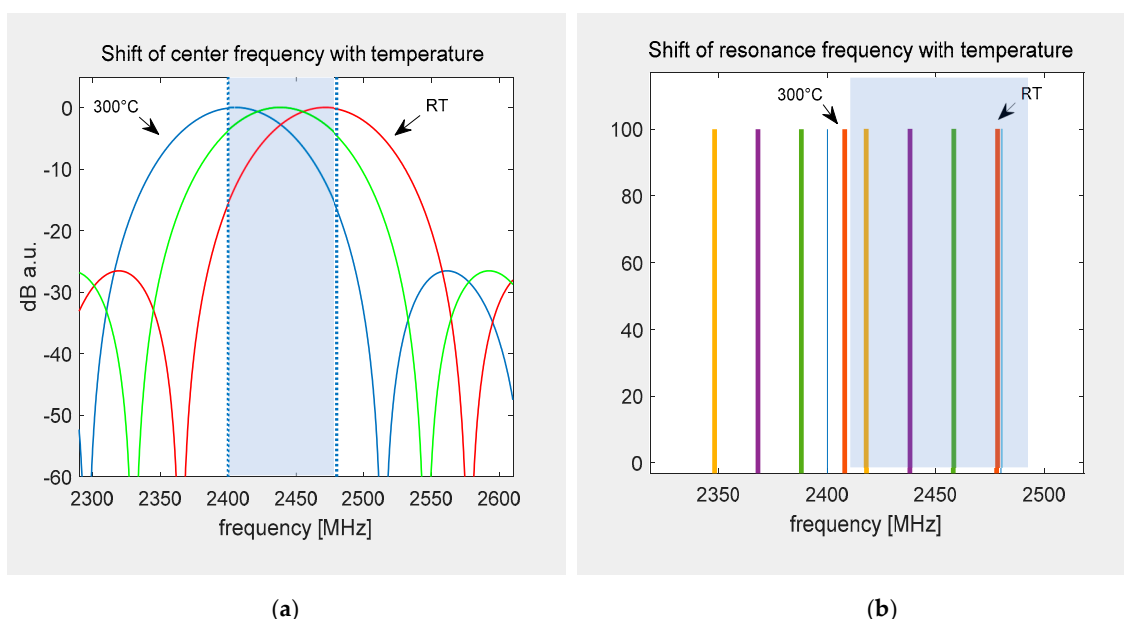 Shift of center frequency with temperature
300°C
RT
0
-10
-20
-30
-40
-50
-60
dB a.u.
2300 2350 2400 2450 2500 2550 2600
frequency [MHz]
(a)
Shift of resonance frequency with temperature
300°C
RT
100
80
60
40
20
0
2350 2400 2450 2500
frequency [MHz]
(b)